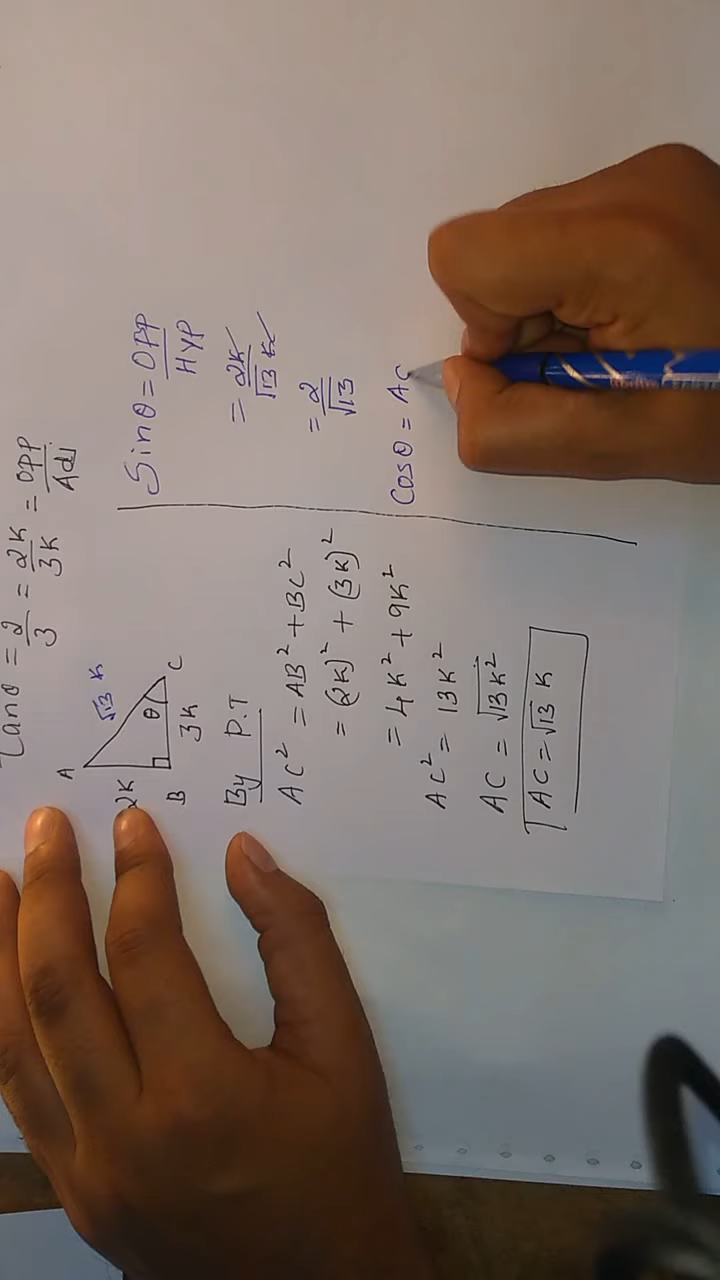 tanθ = 2/3 = 2K/3K = OPP/Adj
A
√13 K
2K
θ
B
3K
C
By P.T
AC² = AB² + BC²
= (2K)² + (3K)²
= 4K² + 9K²
AC² = 13K²
AC = √13K²
AC = √13 K
Sinθ = OPP/HYP
= 2K/√13 K
= 2/√13
Cosθ = Ac